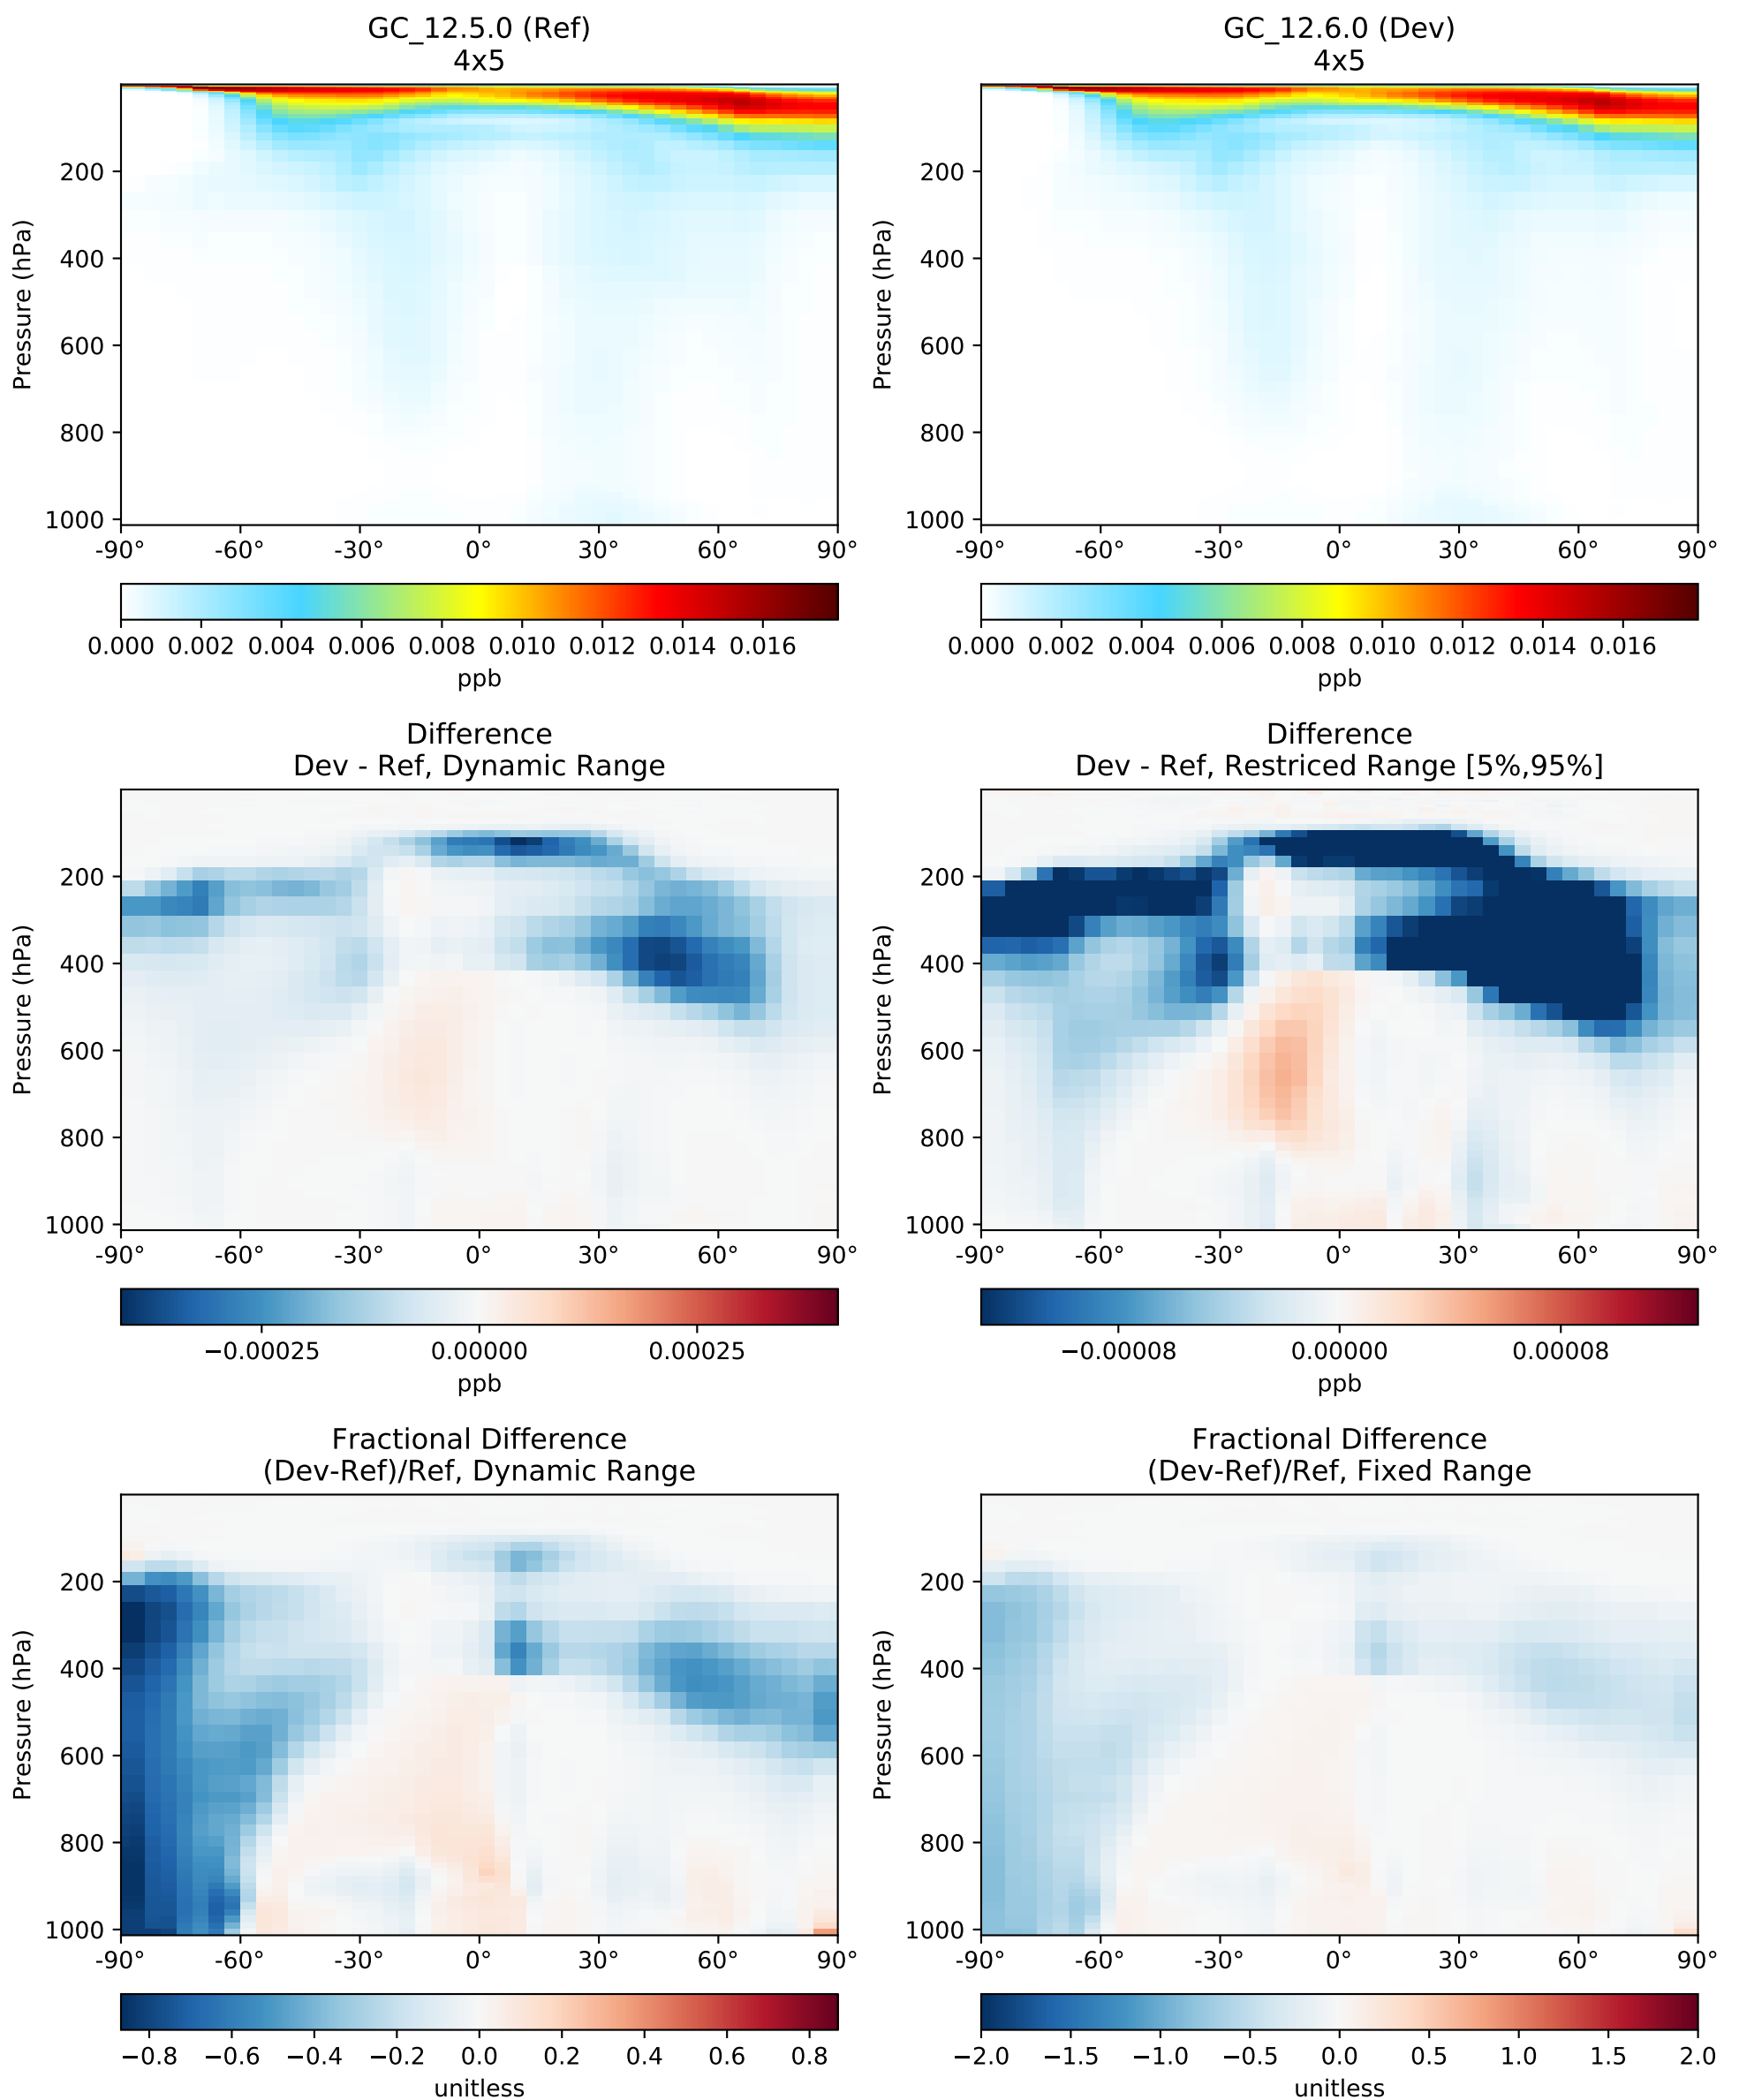 GC_12.5.0 (Ref)
4x5
GC_12.6.0 (Dev)
4x5
Pressure (hPa)
200
400
600
800
1000
-90° -60° -30° 0° 30° 60° 90°
0.000 0.002 0.004 0.006 0.008 0.010 0.012 0.014 0.016
ppb
Pressure (hPa)
200
400
600
800
1000
-90° -60° -30° 0° 30° 60° 90°
0.000 0.002 0.004 0.006 0.008 0.010 0.012 0.014 0.016
ppb
Difference
Dev - Ref, Dynamic Range
Pressure (hPa)
200
400
600
800
1000
-90° -60° -30° 0° 30° 60° 90°
−0.00025 0.00000 0.00025
ppb
Difference
Dev - Ref, Restriced Range [5%,95%]
Pressure (hPa)
200
400
600
800
1000
-90° -60° -30° 0° 30° 60° 90°
−0.00008 0.00000 0.00008
ppb
Fractional Difference
(Dev-Ref)/Ref, Dynamic Range
Pressure (hPa)
200
400
600
800
1000
-90° -60° -30° 0° 30° 60° 90°
−0.8 −0.6 −0.4 −0.2 0.0 0.2 0.4 0.6 0.8
unitless
Fractional Difference
(Dev-Ref)/Ref, Fixed Range
Pressure (hPa)
200
400
600
800
1000
-90° -60° -30° 0° 30° 60° 90°
−2.0 −1.5 −1.0 −0.5 0.0 0.5 1.0 1.5 2.0
unitless